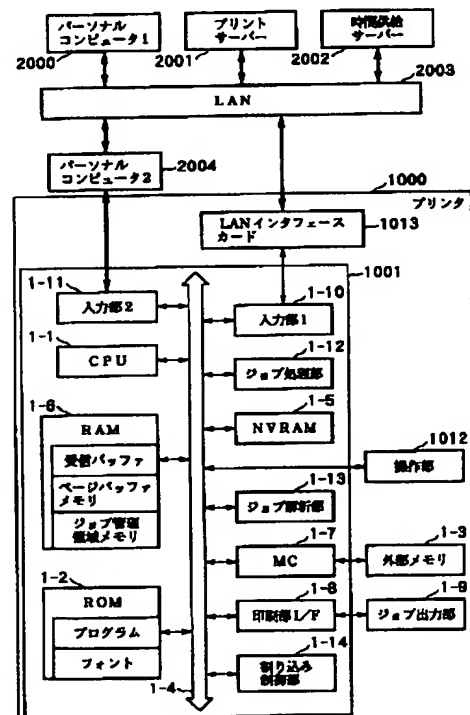 パーソナル
コンピュータ1
2000
プリント
サーバー
2001
時間供給
サーバー
2002
2003
LAN
パーソナル
コンピュータ2
2004
1000
プリンタ
LANインタフェース
カード
1013
1001
1-11
入力部2
1-10
入力部1
1-1
CPU
1-12
ジョブ処理部
1-6
RAM
受信バッファ
ページバッファ
メモリ
ジョブ管理
領域メモリ
1-5
NVRAM
1012
操作部
1-13
ジョブ解析部
1-7
MC
1-3
外部メモリ
1-2
ROM
プログラム
フォント
1-8
印刷部I/F
1-9
ジョブ出力部
1-14
割り込み
制御部
1-4